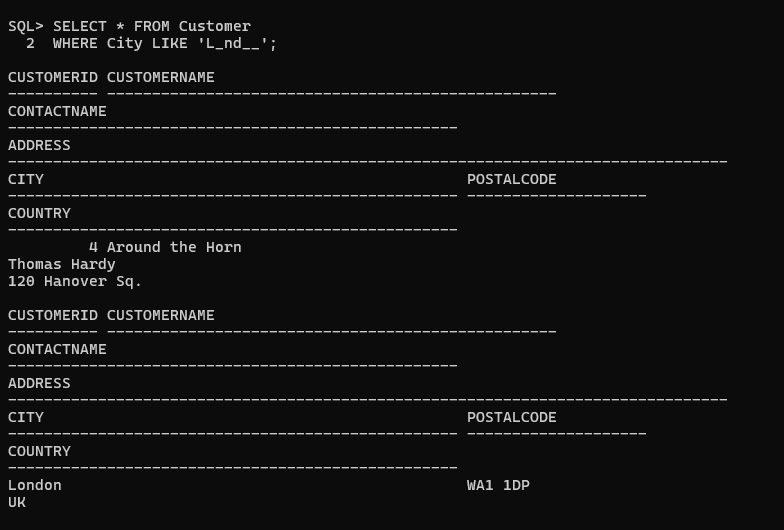 SQL> SELECT * FROM Customer
  2  WHERE City LIKE 'L_nd__';
CUSTOMERID CUSTOMERNAME
---------- --------------------------------------------------
CONTACTNAME
--------------------------------------------------
ADDRESS
--------------------------------------------------------------------------------
CITY                                               POSTALCODE
-------------------------------------------------- --------------------
COUNTRY
--------------------------------------------------
         4 Around the Horn
Thomas Hardy
120 Hanover Sq.
CUSTOMERID CUSTOMERNAME
---------- --------------------------------------------------
CONTACTNAME
--------------------------------------------------
ADDRESS
--------------------------------------------------------------------------------
CITY                                               POSTALCODE
-------------------------------------------------- --------------------
COUNTRY
--------------------------------------------------
London                                             WA1 1DP
UK